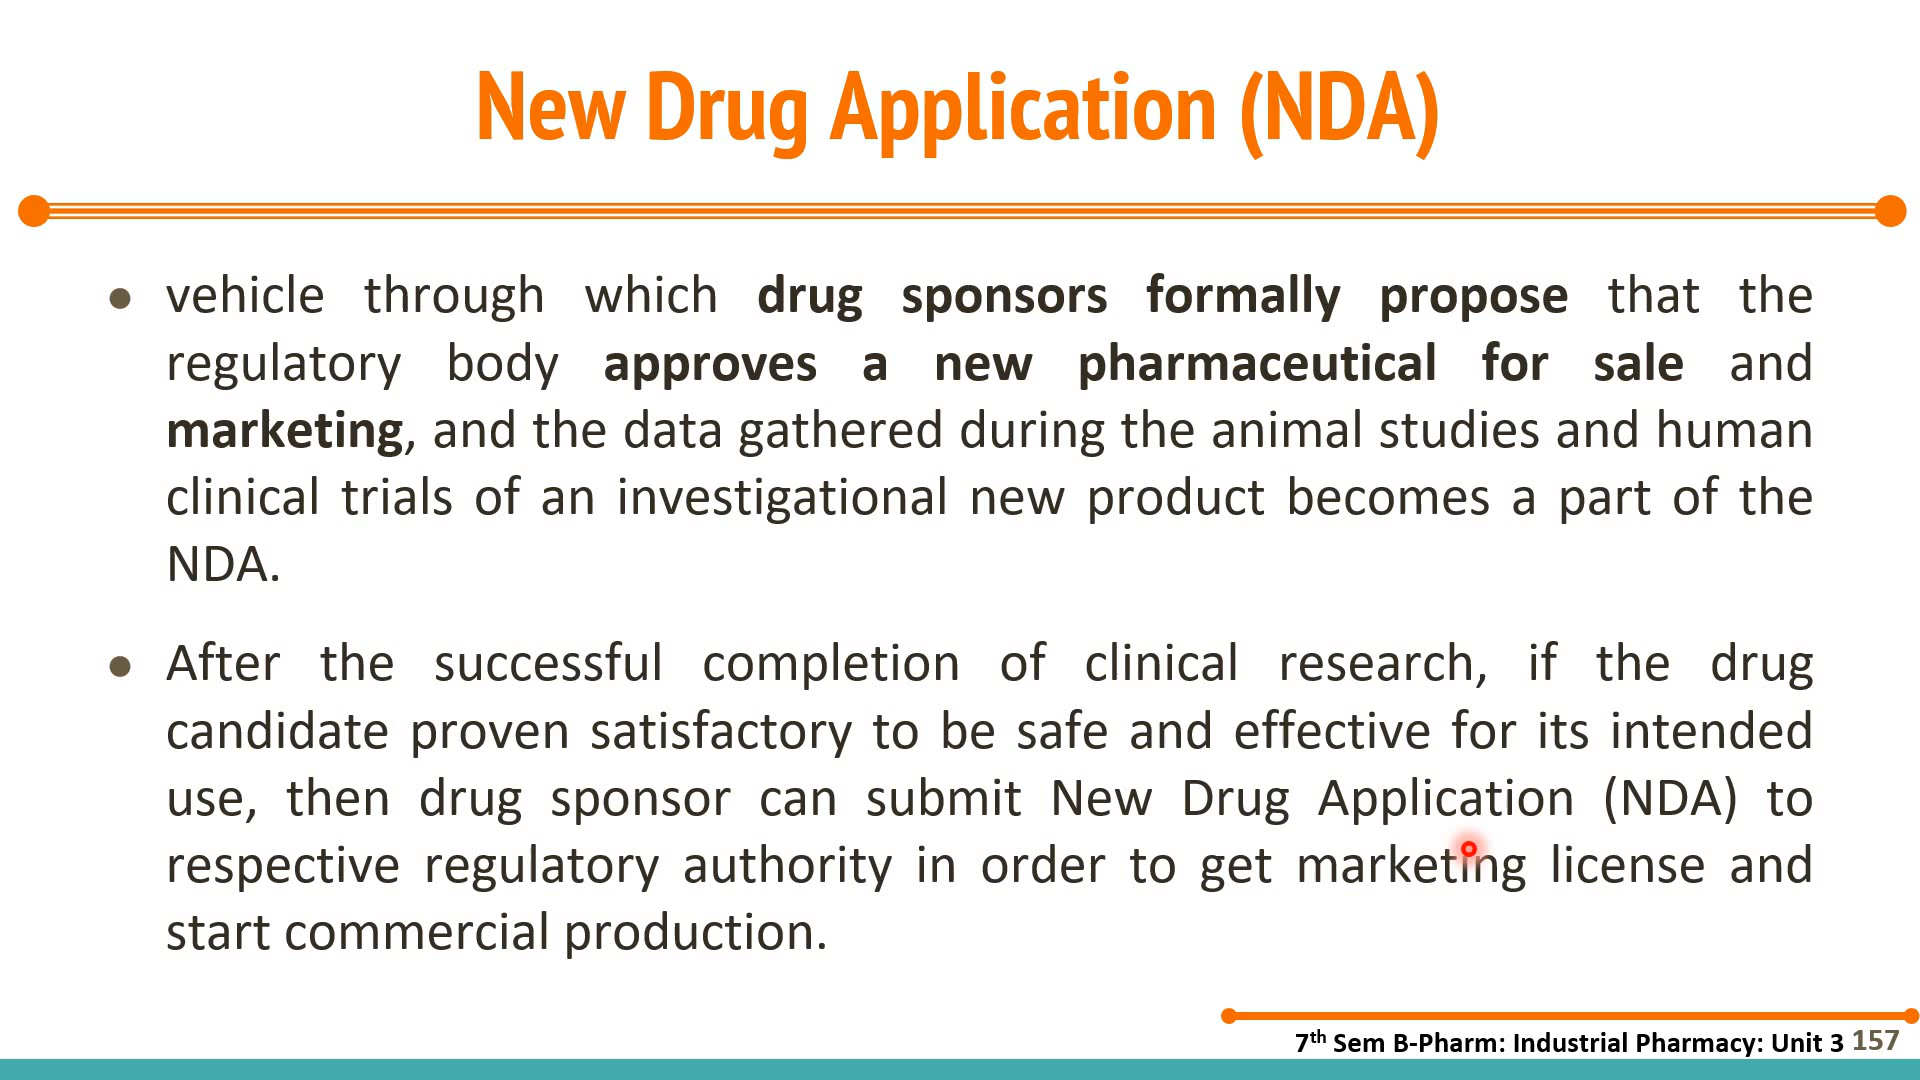 New Drug Application (NDA)
● vehicle through which drug sponsors formally propose that the
regulatory body approves a new pharmaceutical for sale and
marketing, and the data gathered during the animal studies and human
clinical trials of an investigational new product becomes a part of the
NDA.
● After the successful completion of clinical research, if the drug
candidate proven satisfactory to be safe and effective for its intended
use, then drug sponsor can submit New Drug Application (NDA) to
respective regulatory authority in order to get marketing license and
start commercial production.
7th Sem B-Pharm: Industrial Pharmacy: Unit 3 157